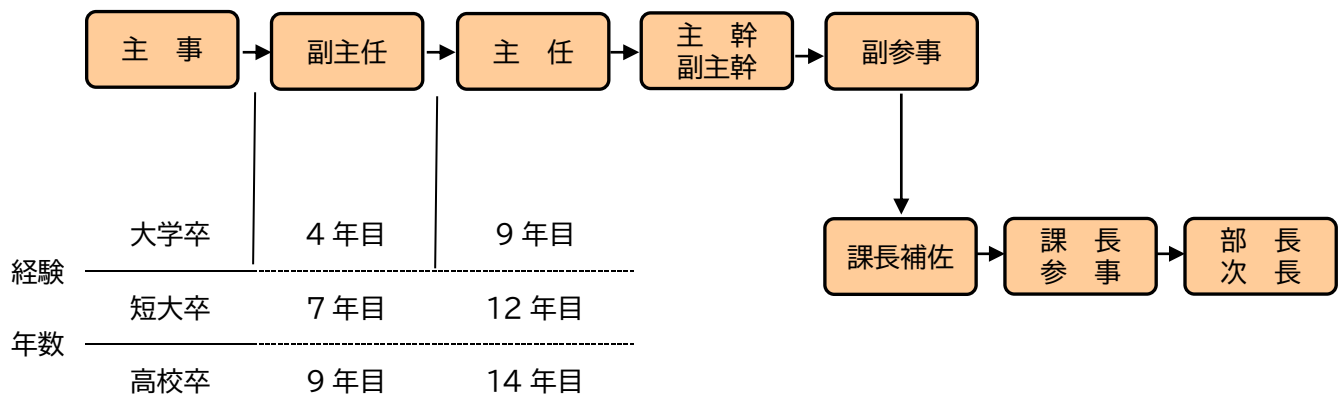 主　事
副主任
主　任
主　幹
副主幹
副参事
課長補佐
課　長
参　事
部　長
次　長
経験
年数
大学卒
4 年目
9 年目
短大卒
7 年目
12 年目
高校卒
9 年目
14 年目